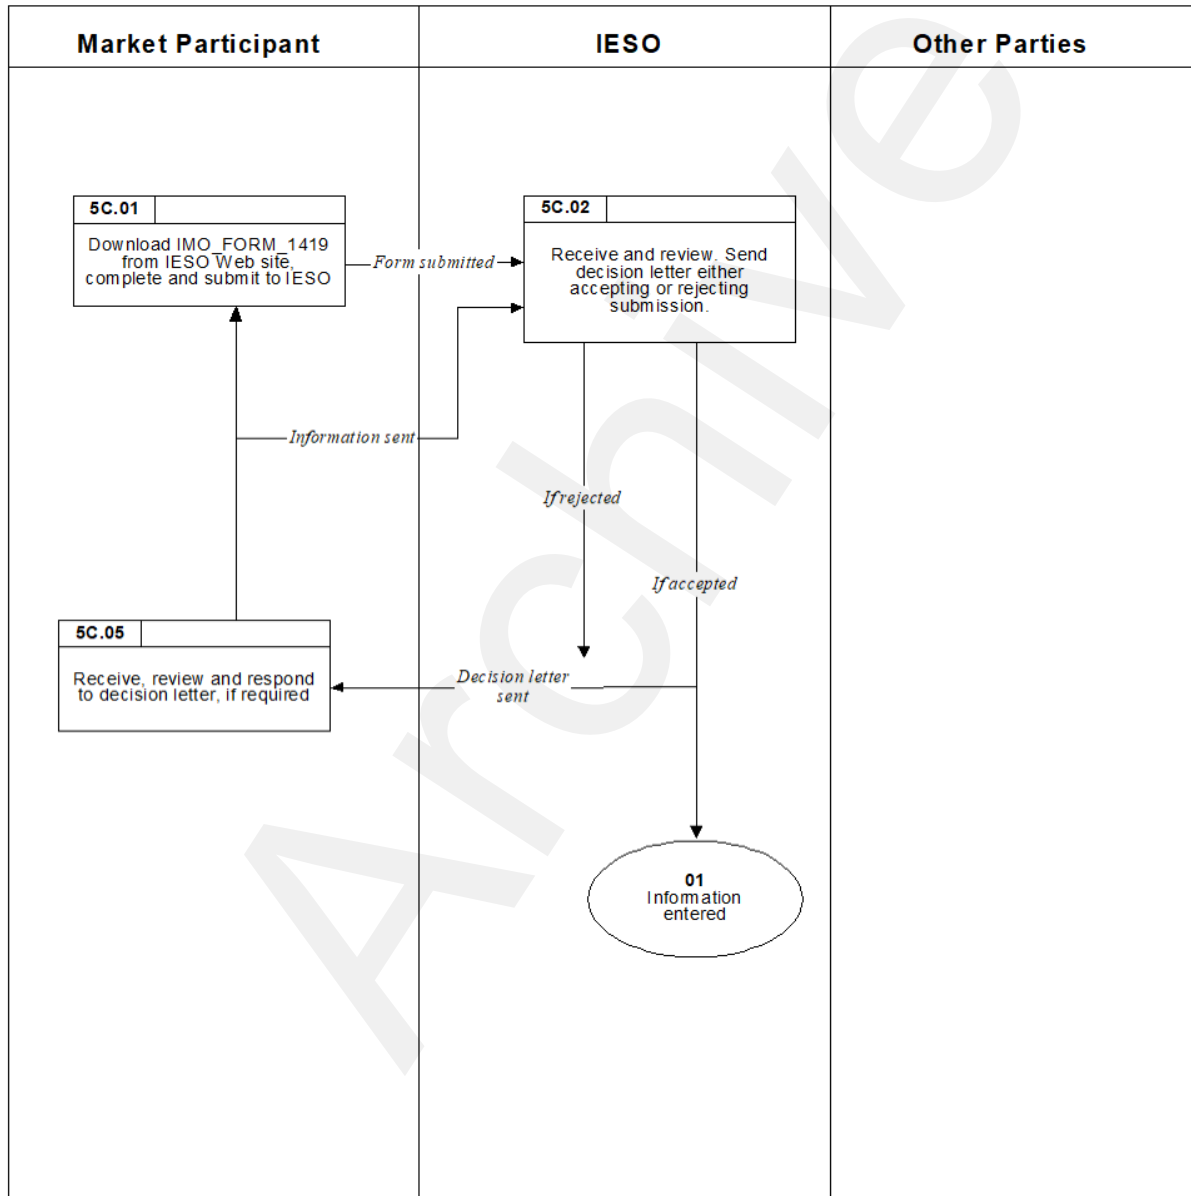 Market Participant
IESO
Other Parties
5C.01
Download IMO_FORM_1419
from IESO Web site,
complete and submit to IESO
Form submitted
5C.02
Receive and review. Send
decision letter either
accepting or rejecting
submission.
Information sent
If rejected
If accepted
5C.05
Receive, review and respond
to decision letter, if required
Decision letter
sent
01
Information
entered
Archive